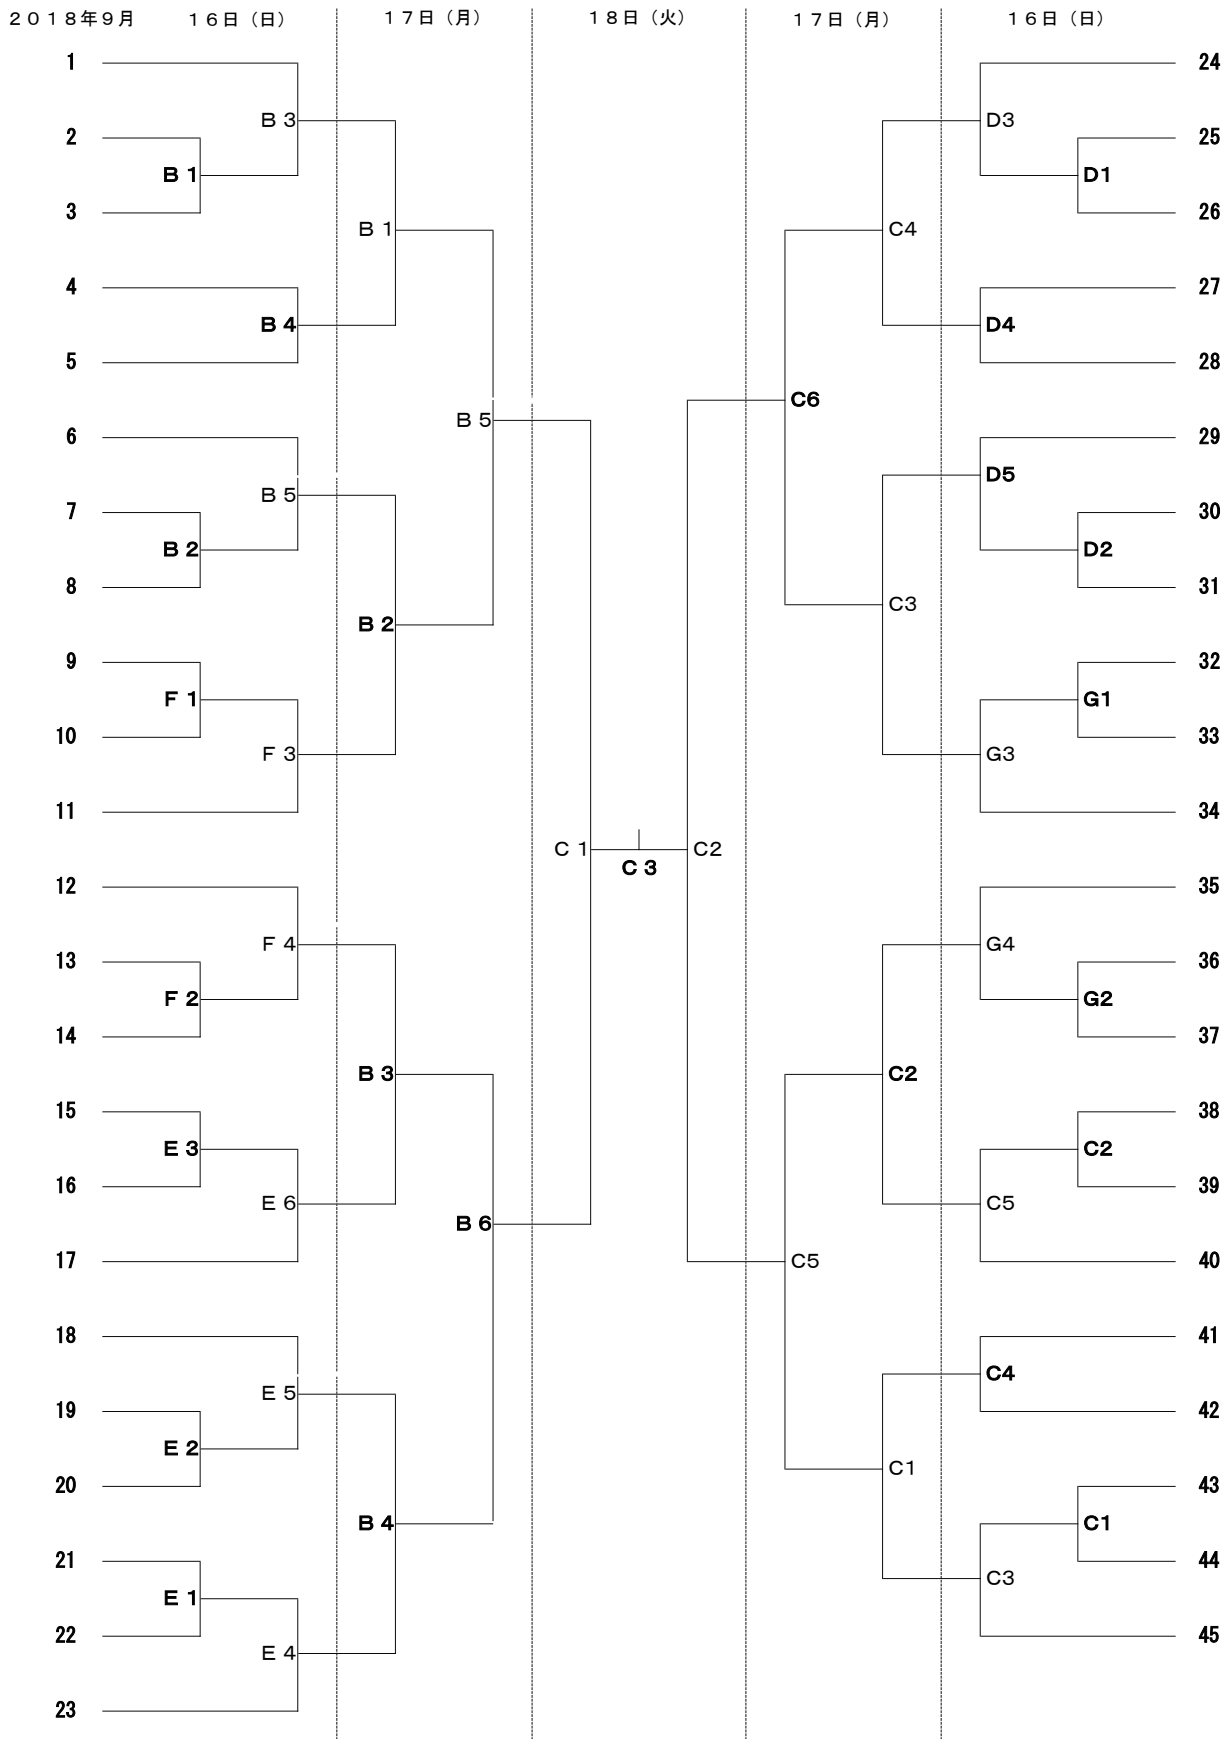 ２０１８年９月 １６日（日） １７日（月） １８日（火） １７日（月） １６日（日）
1 24
Ｂ３ D3
2 25
Ｂ１ D1
3 26
Ｂ１ C4
4 27
Ｂ４ D4
5 28
C6
Ｂ５
6 29
D5
Ｂ５
7 30
Ｂ２ D2
8 31
C3
Ｂ２
9 32
Ｆ１ G1
10 33
Ｆ３ G3
11 34
Ｃ１ C2
Ｃ３
12 35
Ｆ４ G4
13 36
Ｆ２ G2
14 37
Ｂ３ C2
15 38
Ｅ３ C2
16 39
Ｅ６ C5
Ｂ６
17 C5 40
18 41
C4
Ｅ５
19 42
Ｅ２
C1
20 43
Ｂ４ C1
21 44
C3
Ｅ１
22 45
Ｅ４
23